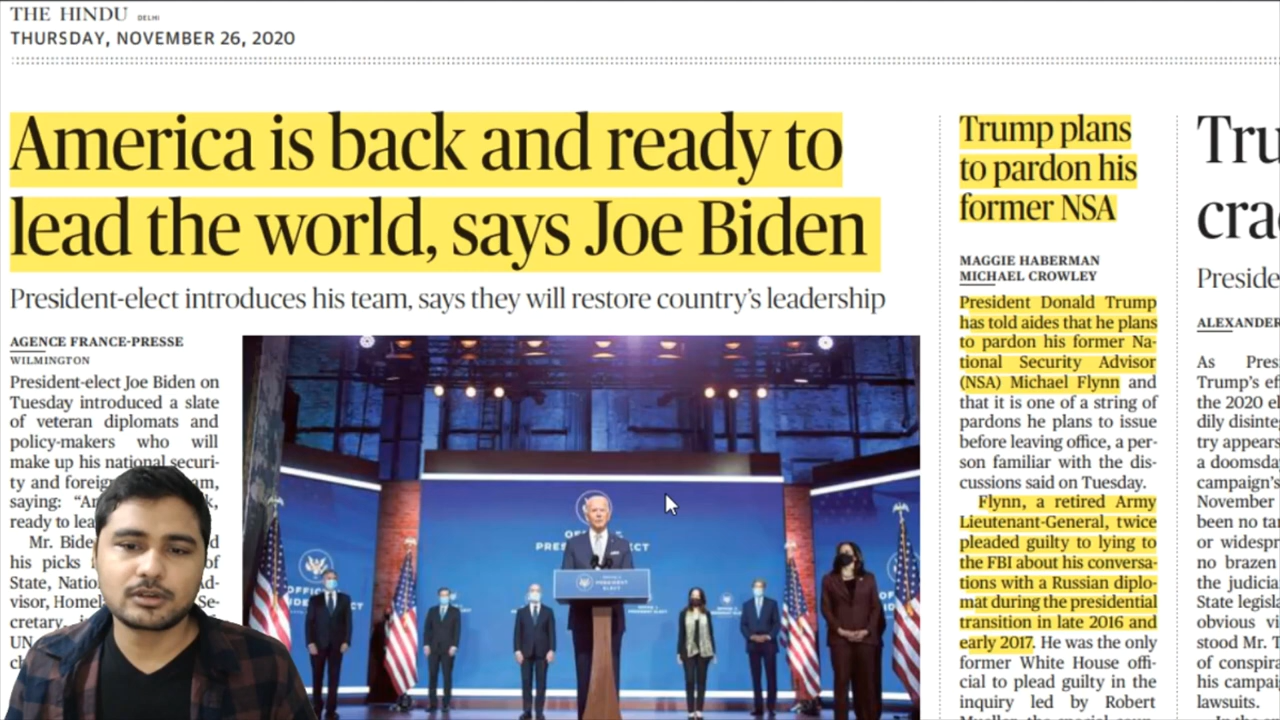 THE HINDU DELHI
THURSDAY, NOVEMBER 26, 2020
America is back and ready to
lead the world, says Joe Biden
President-elect introduces his team, says they will restore country's leadership
AGENCE FRANCE-PRESSE
WILMINGTON
President-elect Joe Biden on
Tuesday introduced a slate
of veteran diplomats and
policy-makers who will
make up his national securi-
ty and
saying:
ready to
Mr.
his picks of
State,
visor,
cretary,
UN
Trump plans
to pardon his
former NSA
MAGGIE HABERMAN
MICHAEL CROWLEY
President Donald Trump
has told aides that he plans
to pardon his former Na-
tional Security Advisor
(NSA) Michael Flynn and
that it is one of a string of
pardons he plans to issue
before leaving office, a per-
son familiar with the dis-
cussions said on Tuesday.
Flynn, a retired Army
Lieutenant-General, twice
pleaded guilty to lying to
the FBI about his conversa-
tions with a Russian diplo-
mat during the presidential
transition in late 2016 and
early 2017. He was the only
former White House offi-
cial to plead guilty in the
inquiry led by Robert
Tru
cra
Preside
ALEXANDER
As Presi
Trump's ef
the 2020 el
dily disinte
try appears
a doomsda
campaign's
November
been no ta
or widespr
no brazen
the judicial
State legisl
obvious vi
stood Mr. T
of conspira
his campai
lawsuits.